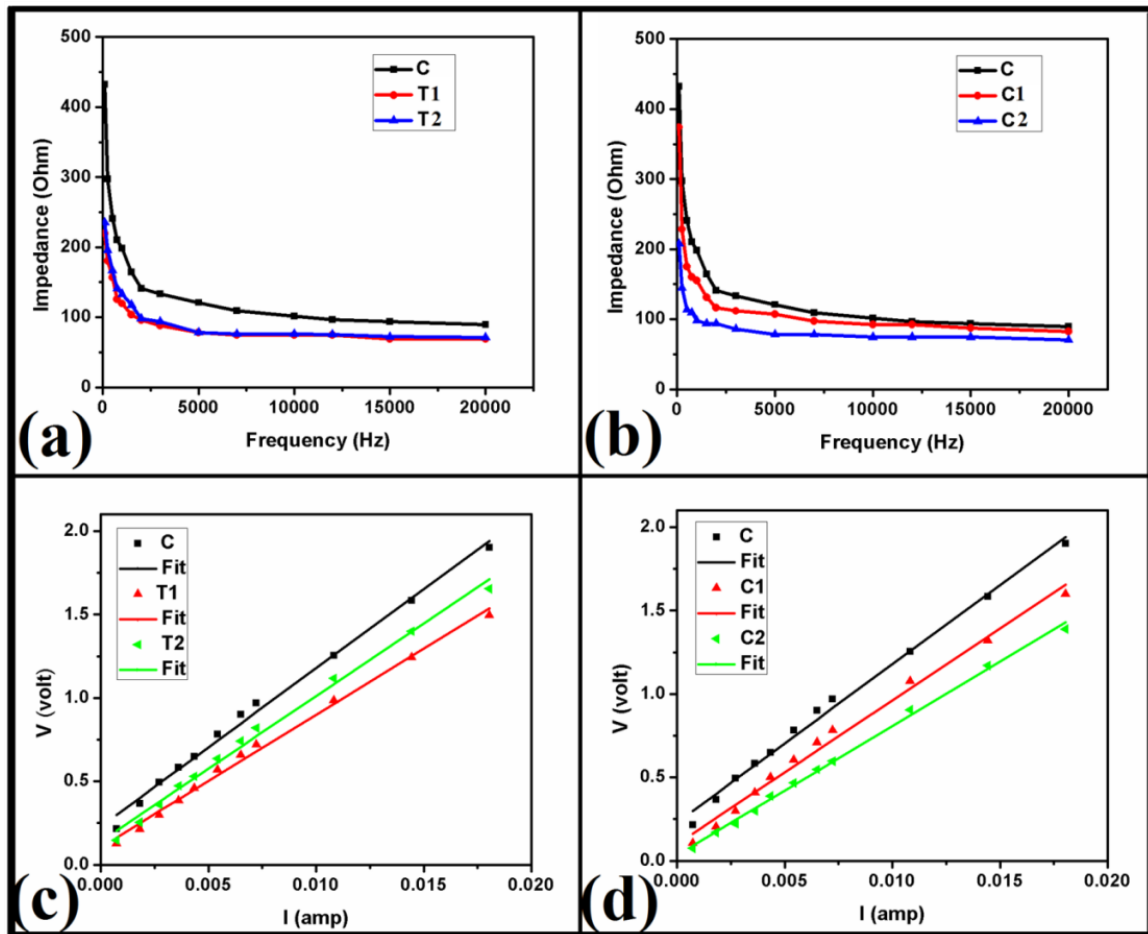 500
400
300
200
100
0
Impedance (Ohm)
C
T1
T2
0 5000 10000 15000 20000
Frequency (Hz)
(a)
500
400
300
200
100
0
Impedance (Ohm)
C
C1
C2
0 5000 10000 15000 20000
Frequency (Hz)
(b)
2.0
1.5
1.0
0.5
0.0
V (volt)
C
Fit
T1
Fit
T2
Fit
0.000 0.005 0.010 0.015 0.020
I (amp)
(c)
2.0
1.5
1.0
0.5
0.0
V (volt)
C
Fit
C1
Fit
C2
Fit
0.000 0.005 0.010 0.015 0.020
I (amp)
(d)